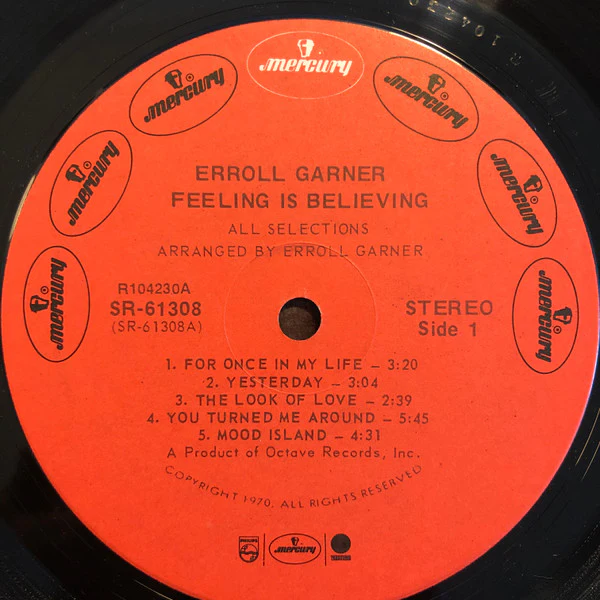 mercury
mercury
mercury
mercury
mercury
mercury
mercury
ERROLL GARNER
FEELING IS BELIEVING
ALL SELECTIONS
ARRANGED BY ERROLL GARNER
R104230A
SR-61308
(SR-61308A)
STEREO
Side 1
1. FOR ONCE IN MY LIFE – 3:20
2. YESTERDAY – 3:04
3. THE LOOK OF LOVE – 2:39
4. YOU TURNED ME AROUND – 5:45
5. MOOD ISLAND – 4:31
A Product of Octave Records, Inc.
COPYRIGHT 1970, ALL RIGHTS RESERVED
PHILIPS
mercury